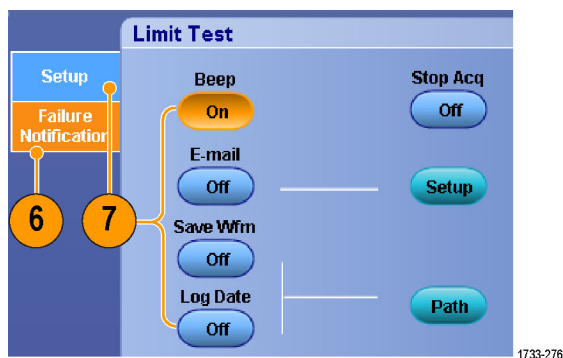 Limit Test
Setup
Failure
Notification
6
7
Beep
On
Stop Acq
Off
E-mail
Off
Setup
Save Wfm
Off
Log Date
Off
Path
1733-276